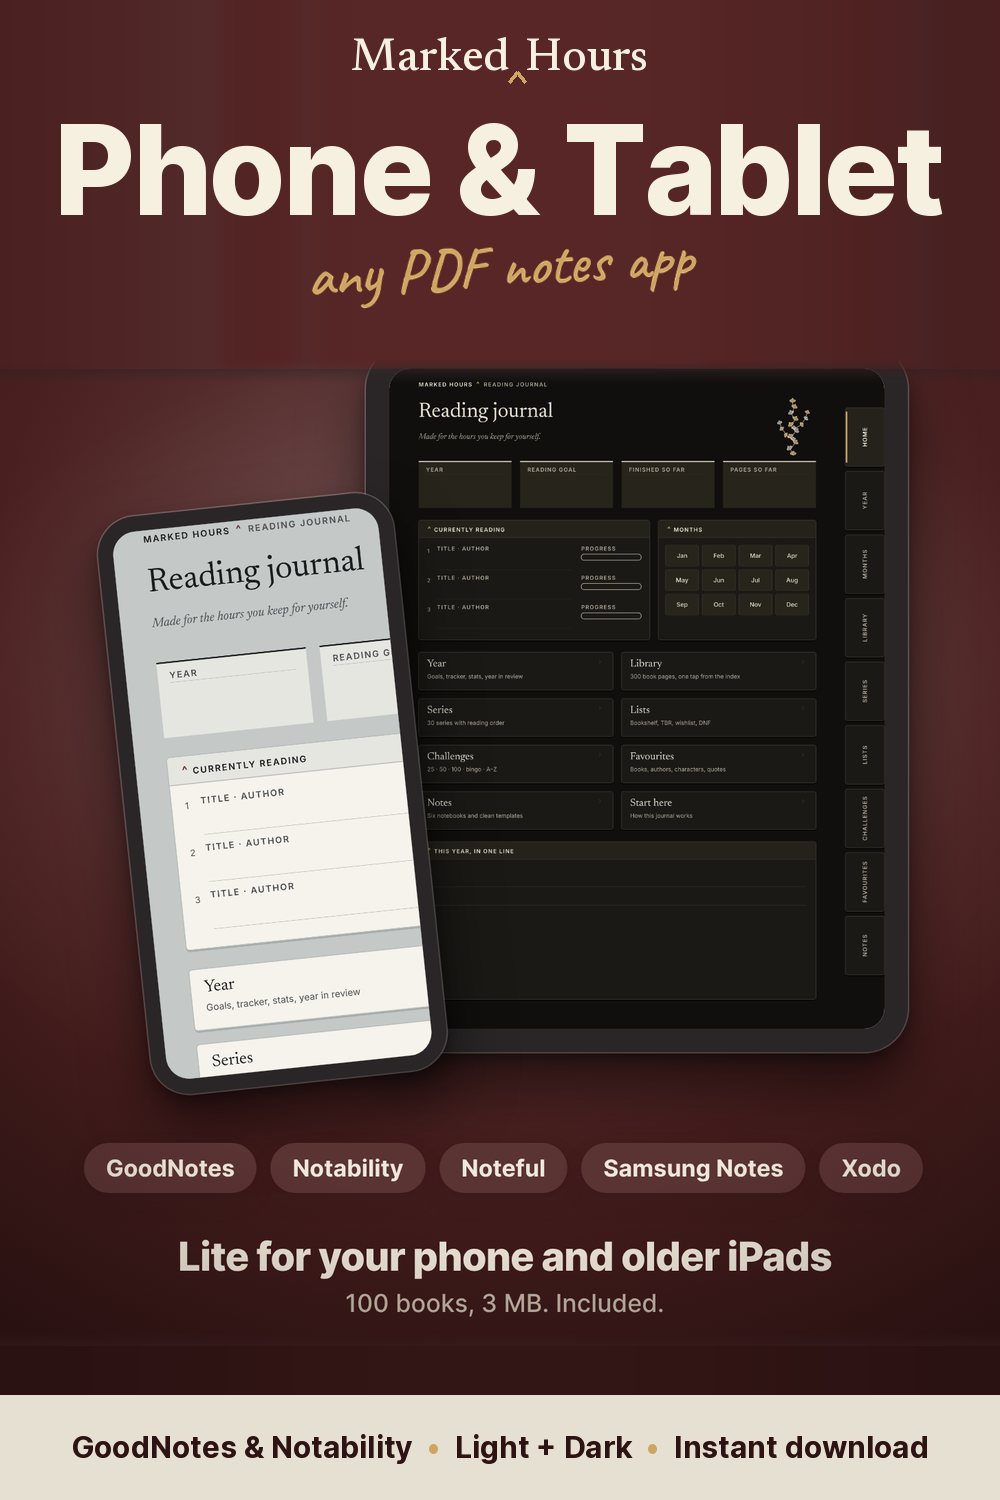 Marked ^ Hours
Phone & Tablet
any PDF notes app
MARKED HOURS ^ READING JOURNAL
Reading journal
Made for the hours you keep for yourself.
YEAR
READING GOAL
FINISHED SO FAR
PAGES SO FAR
^ CURRENTLY READING
1 TITLE · AUTHOR PROGRESS
2 TITLE · AUTHOR PROGRESS
3 TITLE · AUTHOR PROGRESS
^ MONTHS
Jan Feb Mar Apr
May Jun Jul Aug
Sep Oct Nov Dec
Year
Goals, tracker, stats, year in review
Library
300 book pages, one tap from the index
Series
30 series with reading order
Lists
Bookshelf, TBR, wishlist, DNF
Challenges
25 · 50 · 100 · bingo · A–Z
Favourites
Books, authors, characters, quotes
Notes
Six notebooks and clean templates
Start here
How this journal works
^ THIS YEAR, IN ONE LINE
HOME
YEAR
MONTHS
LIBRARY
SERIES
LISTS
CHALLENGES
FAVOURITES
NOTES
MARKED HOURS ^ READING JOURNAL
Reading journal
Made for the hours you keep for yourself.
YEAR
READING G
^ CURRENTLY READING
1 TITLE · AUTHOR
2 TITLE · AUTHOR
3 TITLE · AUTHOR
Year
Goals, tracker, stats, year in review
Series
GoodNotes Notability Noteful Samsung Notes Xodo
Lite for your phone and older iPads
100 books, 3 MB. Included.
GoodNotes & Notability • Light + Dark • Instant download